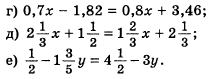 г) 0,7x − 1,82 = 0,8x + 3,46;
д) 2 1/3 x + 1 1/2 = 1 2/3 x + 2 1/3;
е) 1/2 − 1 3/5 y = 4 1/2 − 3y.